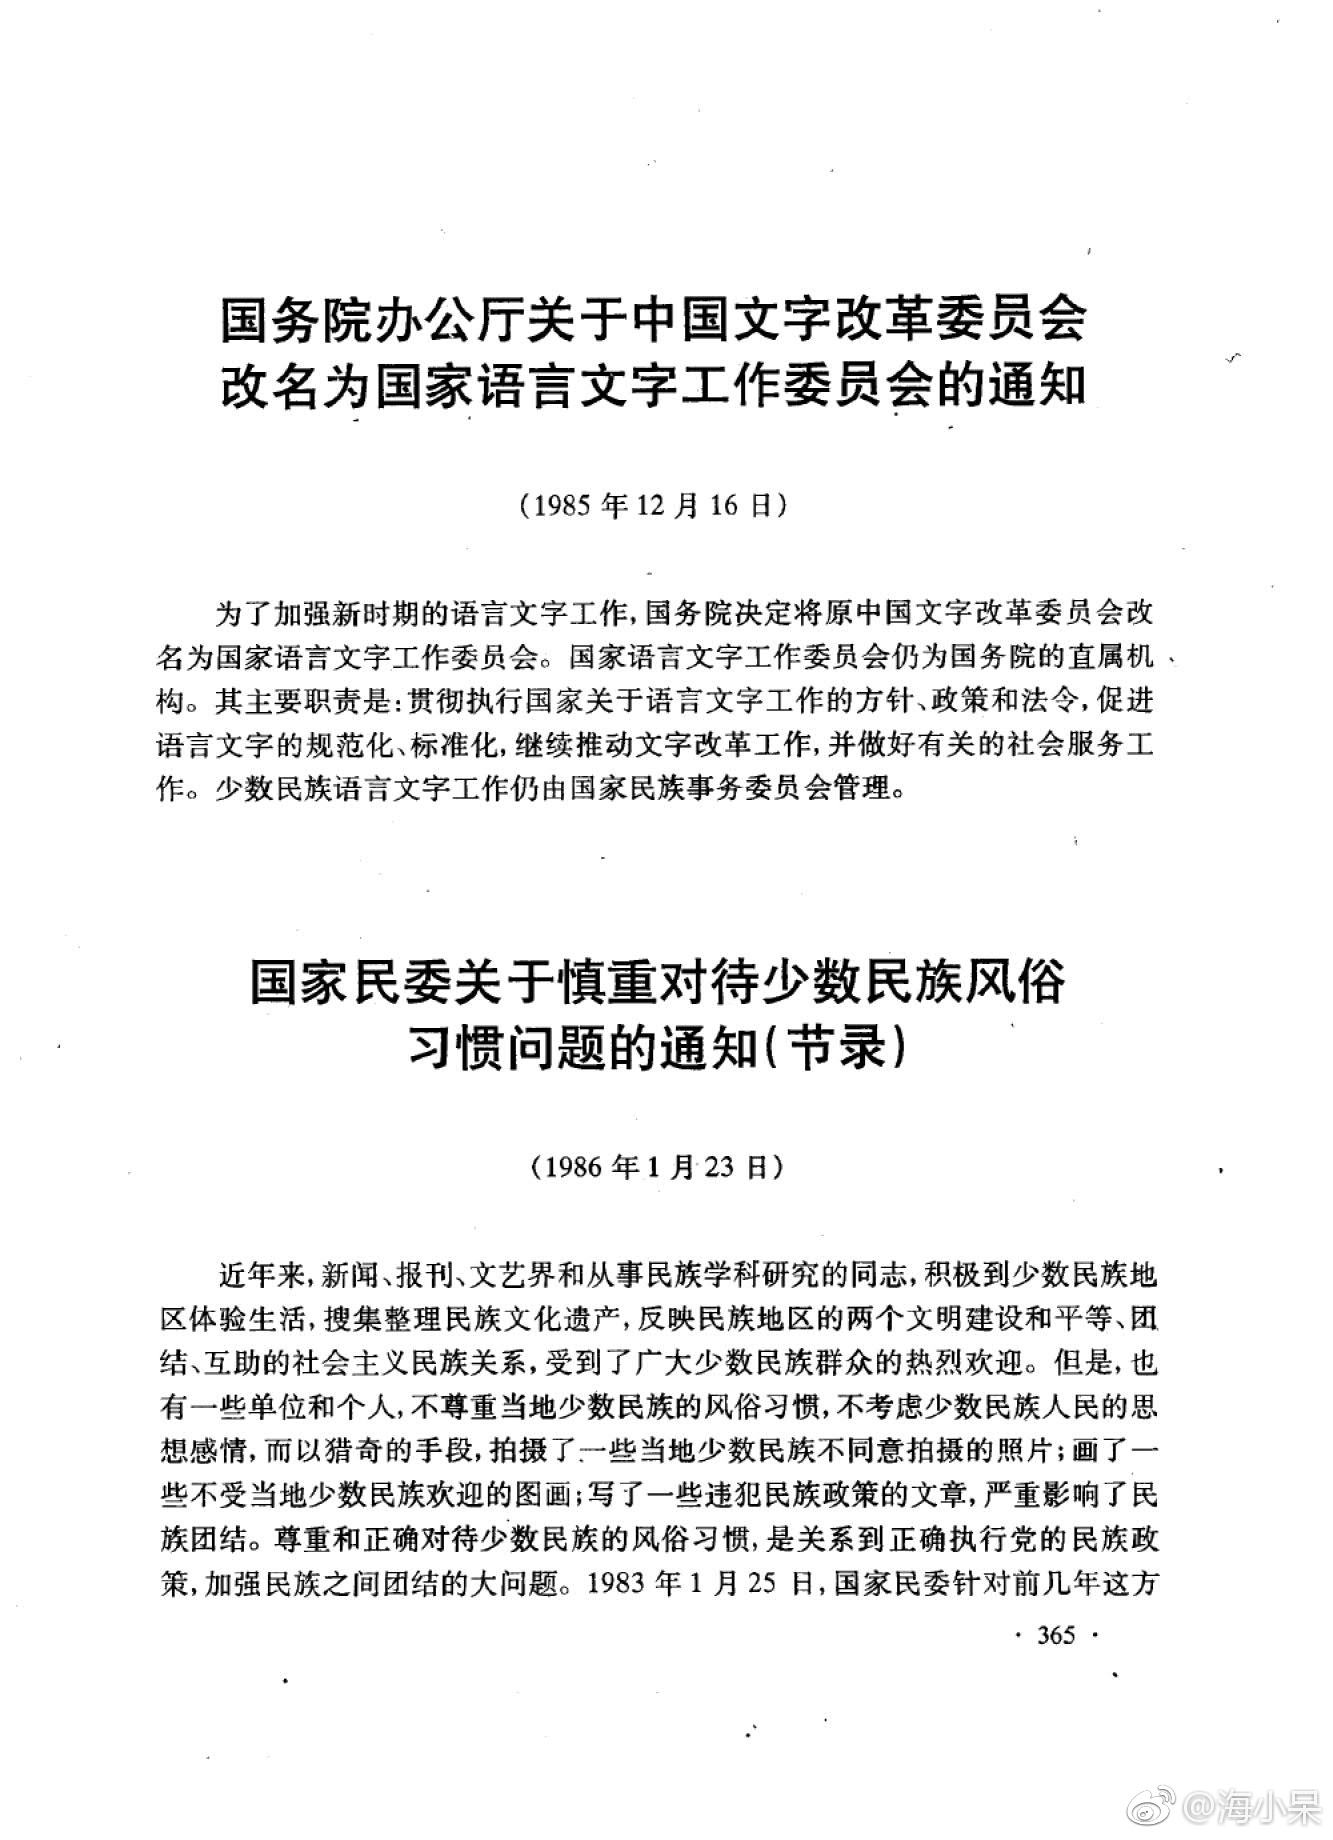 国务院办公厅关于中国文字改革委员会
改名为国家语言文字工作委员会的通知
(1985 年 12 月 16 日)
为了加强新时期的语言文字工作,国务院决定将原中国文字改革委员会改
名为国家语言文字工作委员会。国家语言文字工作委员会仍为国务院的直属机
构。其主要职责是:贯彻执行国家关于语言文字工作的方针、政策和法令,促进
语言文字的规范化、标准化,继续推动文字改革工作,并做好有关的社会服务工
作。少数民族语言文字工作仍由国家民族事务委员会管理。
国家民委关于慎重对待少数民族风俗
习惯问题的通知(节录)
(1986 年 1 月 23 日)
近年来,新闻、报刊、文艺界和从事民族学科研究的同志,积极到少数民族地
区体验生活,搜集整理民族文化遗产,反映民族地区的两个文明建设和平等、团
结、互助的社会主义民族关系,受到了广大少数民族群众的热烈欢迎。但是,也
有一些单位和个人,不尊重当地少数民族的风俗习惯,不考虑少数民族人民的思
想感情,而以猎奇的手段,拍摄了一些当地少数民族不同意拍摄的照片;画了一
些不受当地少数民族欢迎的图画;写了一些违犯民族政策的文章,严重影响了民
族团结。尊重和正确对待少数民族的风俗习惯,是关系到正确执行党的民族政
策,加强民族之间团结的大问题。1983 年 1 月 25 日,国家民委针对前几年这方
· 365 ·
@海小呆